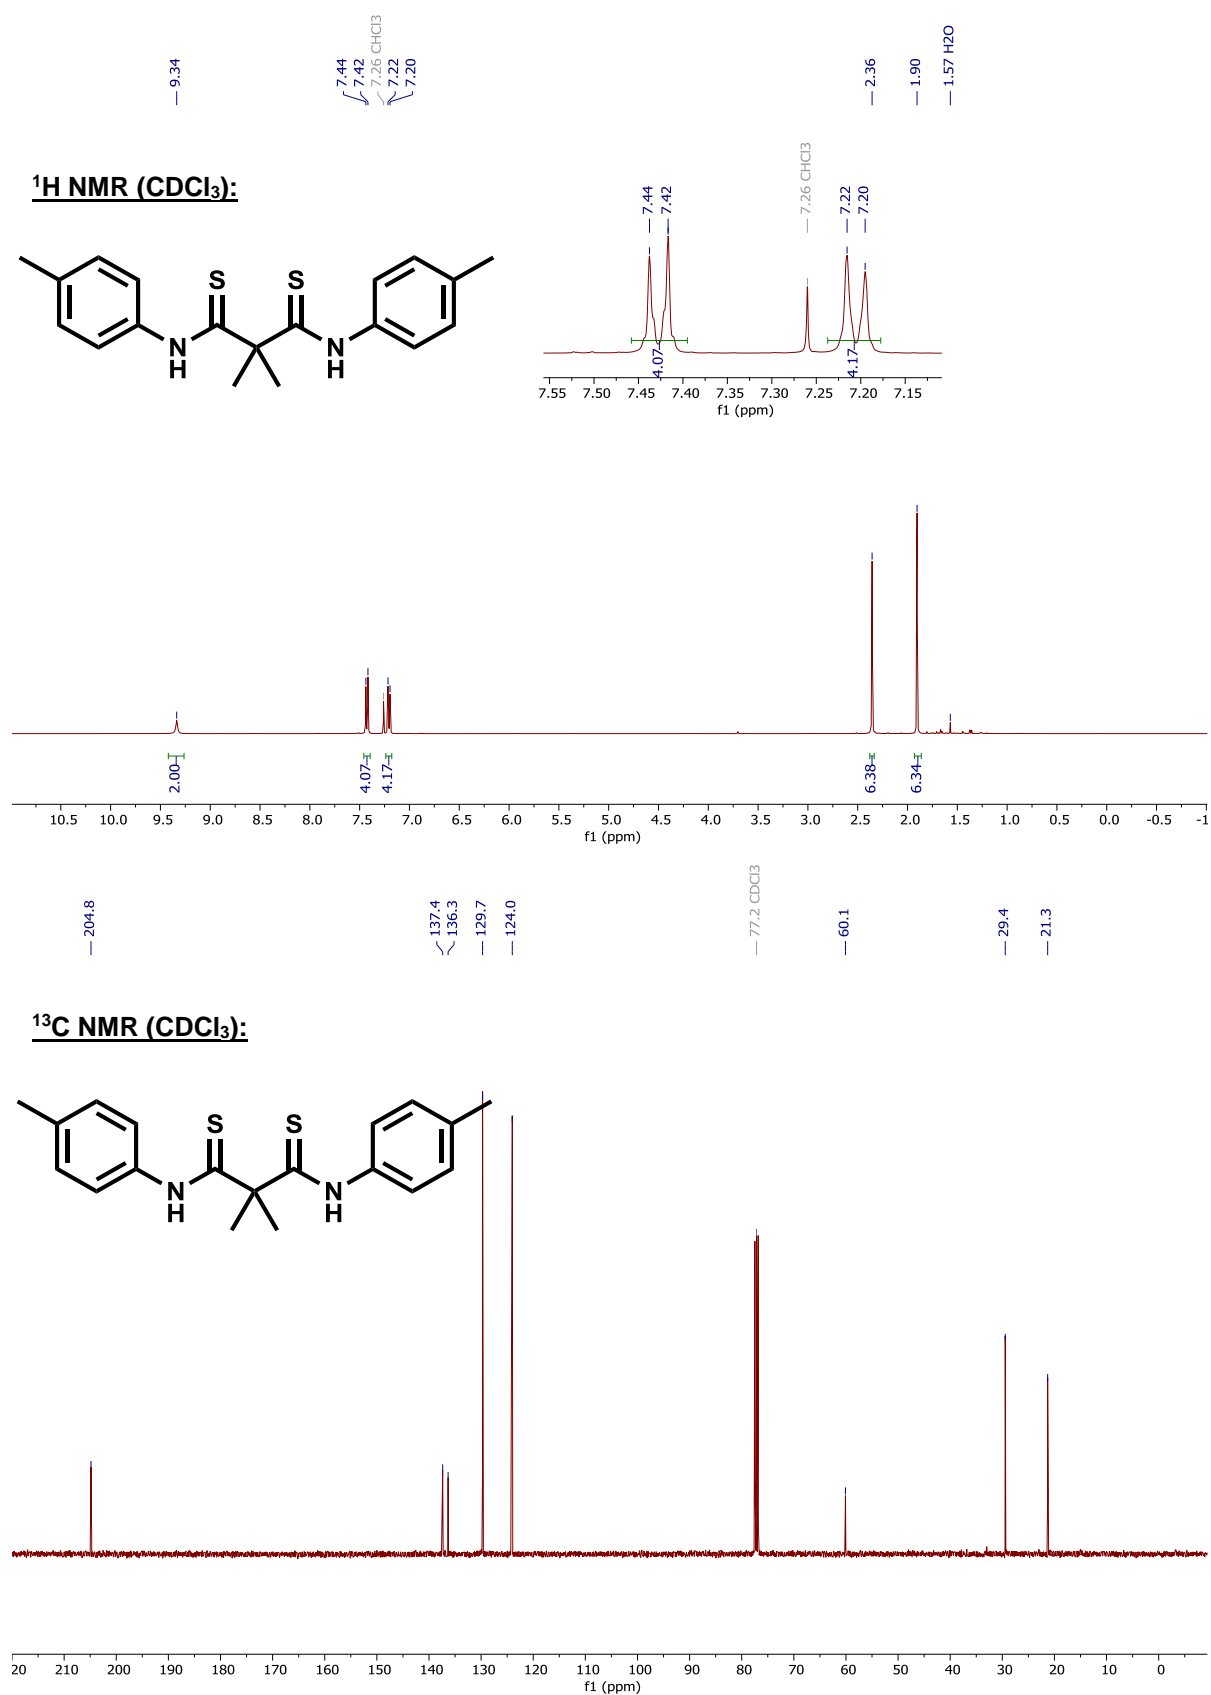 9.34
7.44
7.42
7.26 CHCl3
7.22
7.20
2.36
1.90
1.57 H2O
¹H NMR (CDCl₃):
S S
N N
H H
7.44
7.42
7.26 CHCl3
7.22
7.20
4.07
4.17
7.55 7.50 7.45 7.40 7.35 7.30 7.25 7.20 7.15
f1 (ppm)
2.00
4.07
4.17
6.38
6.34
10.5 10.0 9.5 9.0 8.5 8.0 7.5 7.0 6.5 6.0 5.5 5.0 4.5 4.0 3.5 3.0 2.5 2.0 1.5 1.0 0.5 0.0 -0.5 -1
f1 (ppm)
204.8
137.4
136.3
129.7
124.0
77.2 CDCl3
60.1
29.4
21.3
¹³C NMR (CDCl₃):
S S
N N
H H
20 210 200 190 180 170 160 150 140 130 120 110 100 90 80 70 60 50 40 30 20 10 0
f1 (ppm)